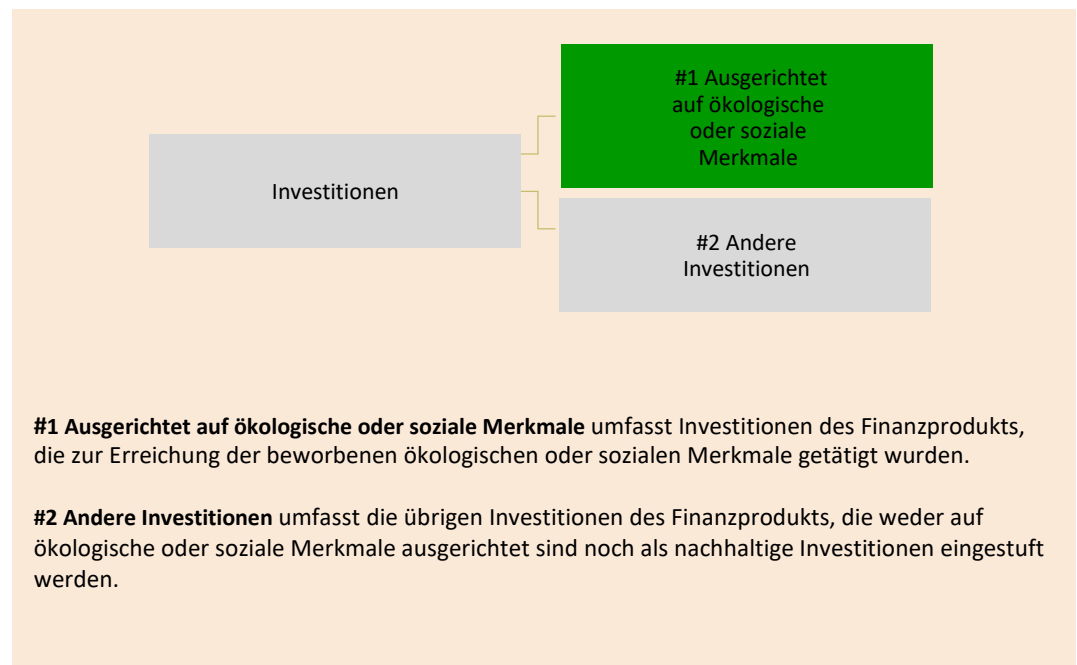 #1 Ausgerichtet
auf ökologische
oder soziale
Merkmale
Investitionen
#2 Andere
Investitionen
#1 Ausgerichtet auf ökologische oder soziale Merkmale umfasst Investitionen des Finanzprodukts,
die zur Erreichung der beworbenen ökologischen oder sozialen Merkmale getätigt wurden.
#2 Andere Investitionen umfasst die übrigen Investitionen des Finanzprodukts, die weder auf
ökologische oder soziale Merkmale ausgerichtet sind noch als nachhaltige Investitionen eingestuft
werden.